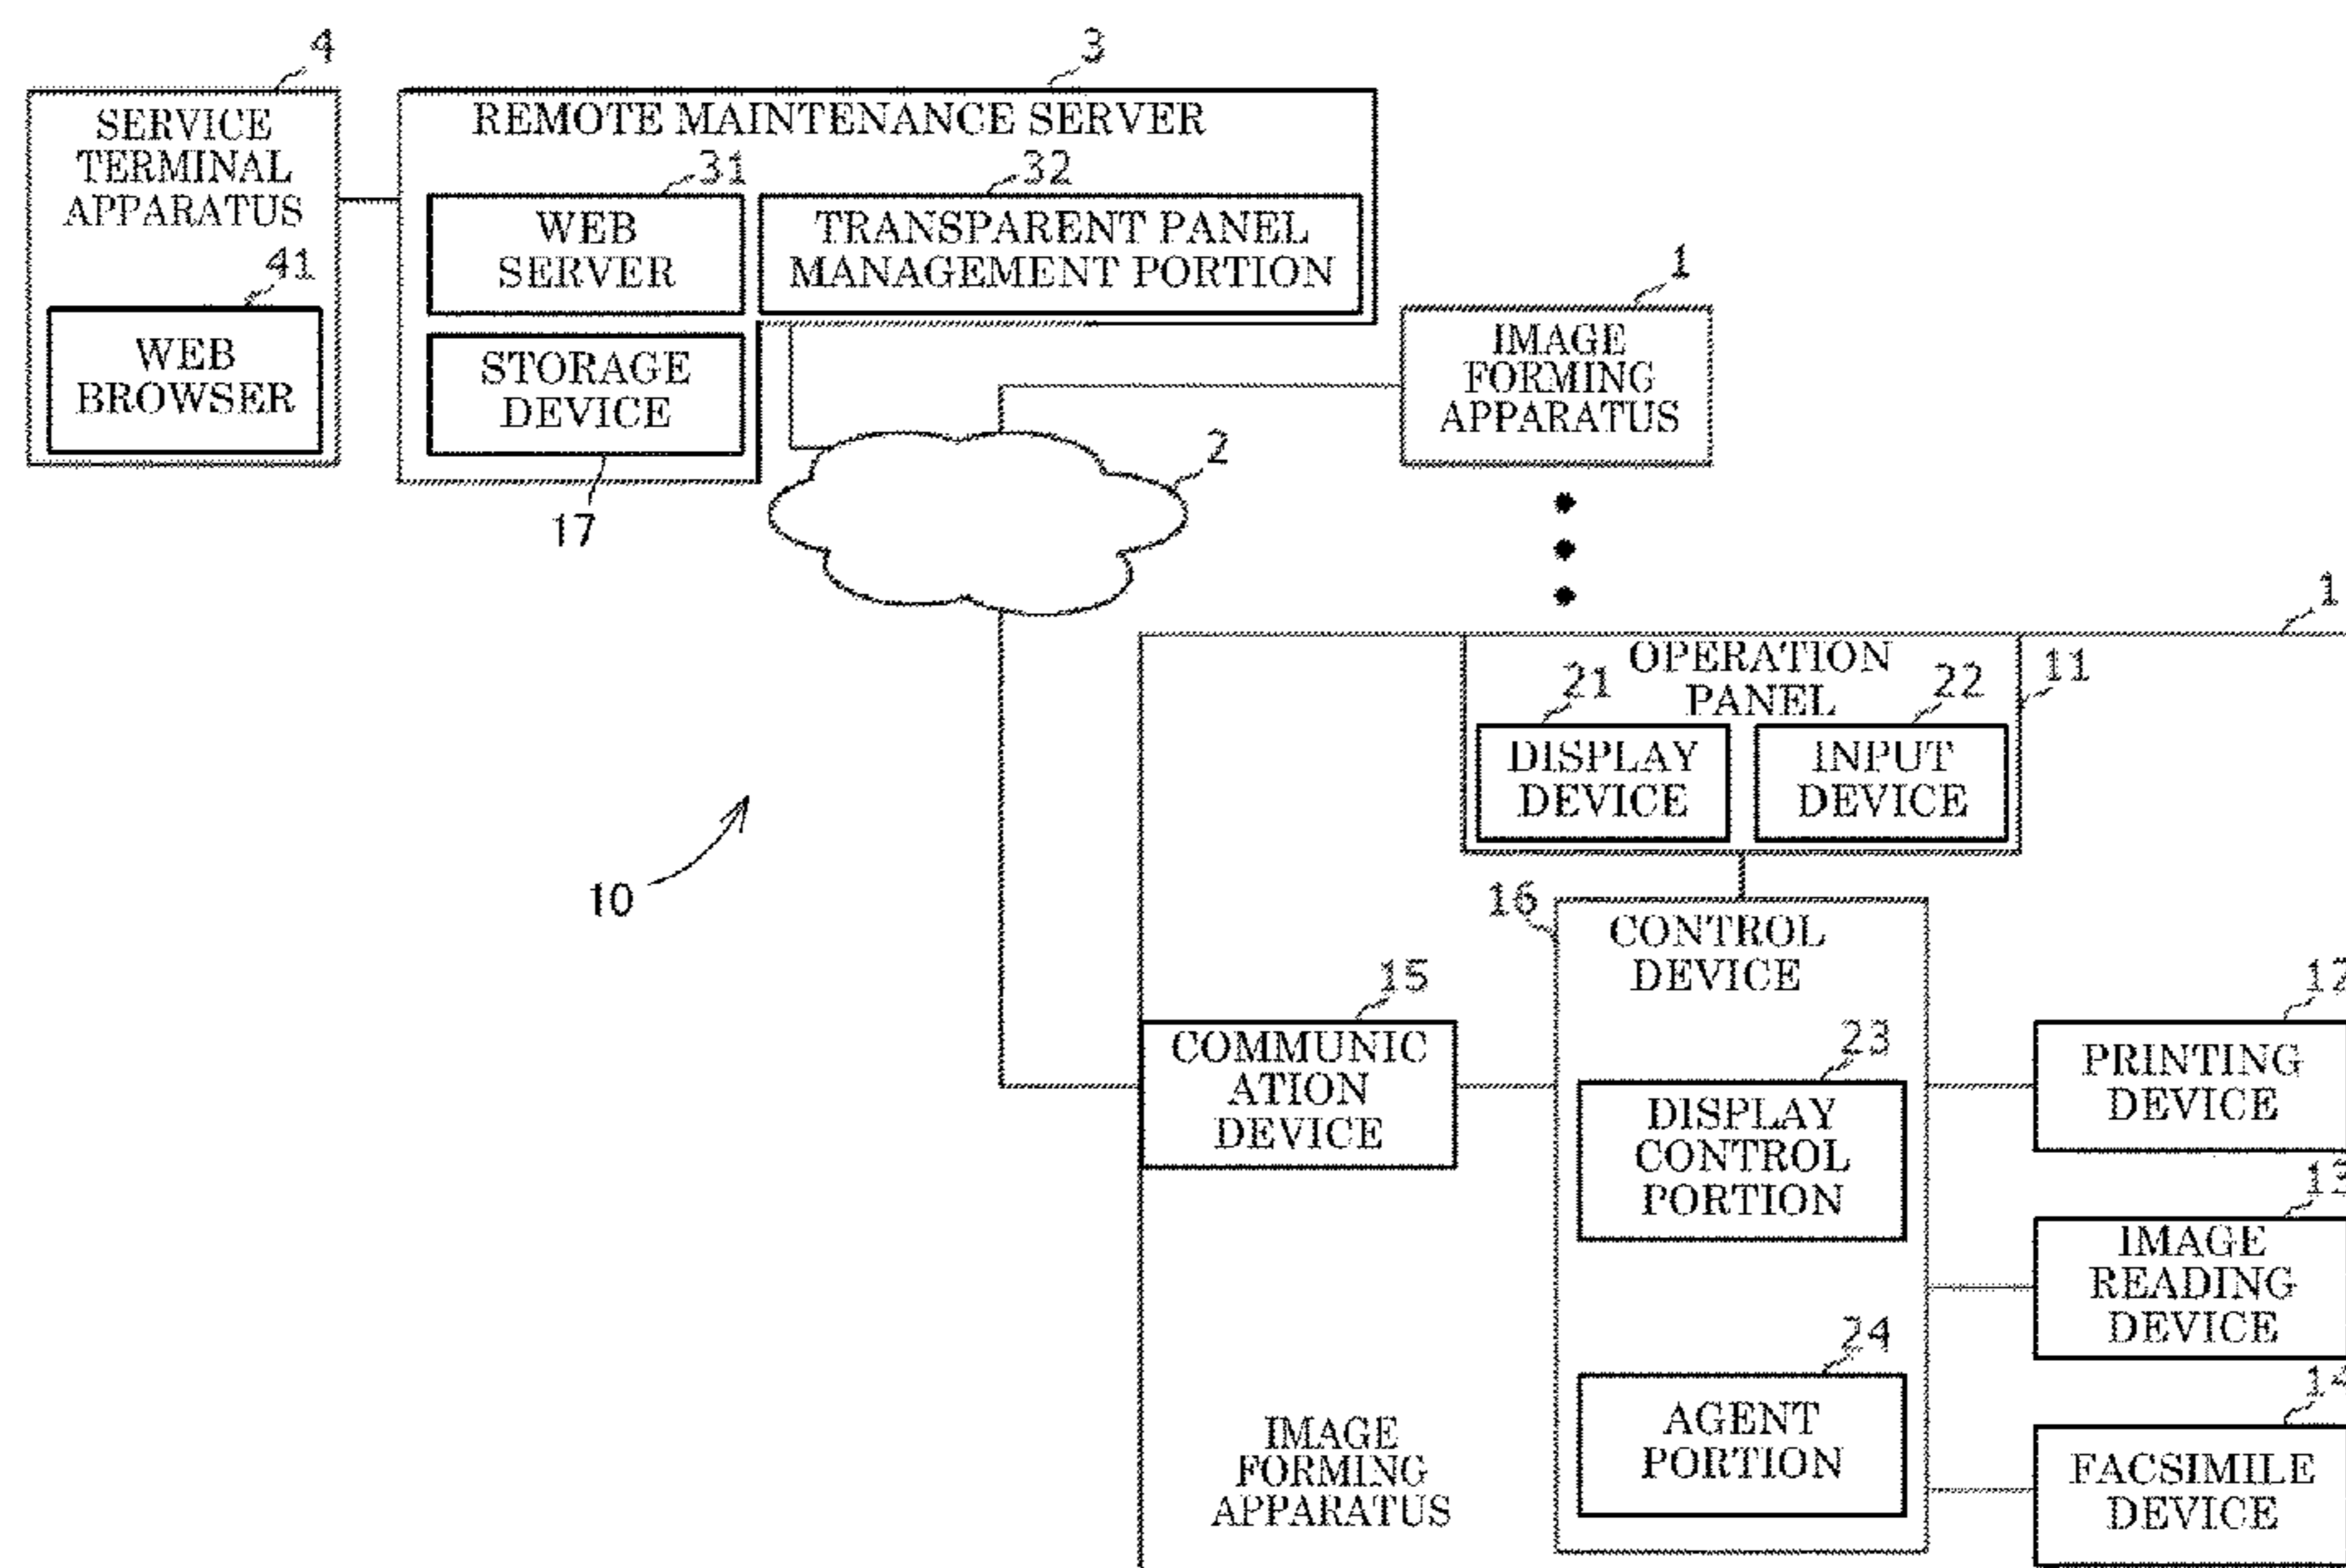 4
3
SERVICE
TERMINAL
APPARATUS
41
WEB
BROWSER
REMOTE MAINTENANCE SERVER
31
32
WEB
SERVER
TRANSPARENT PANEL
MANAGEMENT PORTION
STORAGE
DEVICE
17
1
IMAGE
FORMING
APPARATUS
2
1
OPERATION
PANEL
11
21
22
DISPLAY
DEVICE
INPUT
DEVICE
10
16
CONTROL
DEVICE
15
COMMUNIC
ATION
DEVICE
23
DISPLAY
CONTROL
PORTION
24
AGENT
PORTION
12
PRINTING
DEVICE
13
IMAGE
READING
DEVICE
14
FACSIMILE
DEVICE
IMAGE
FORMING
APPARATUS